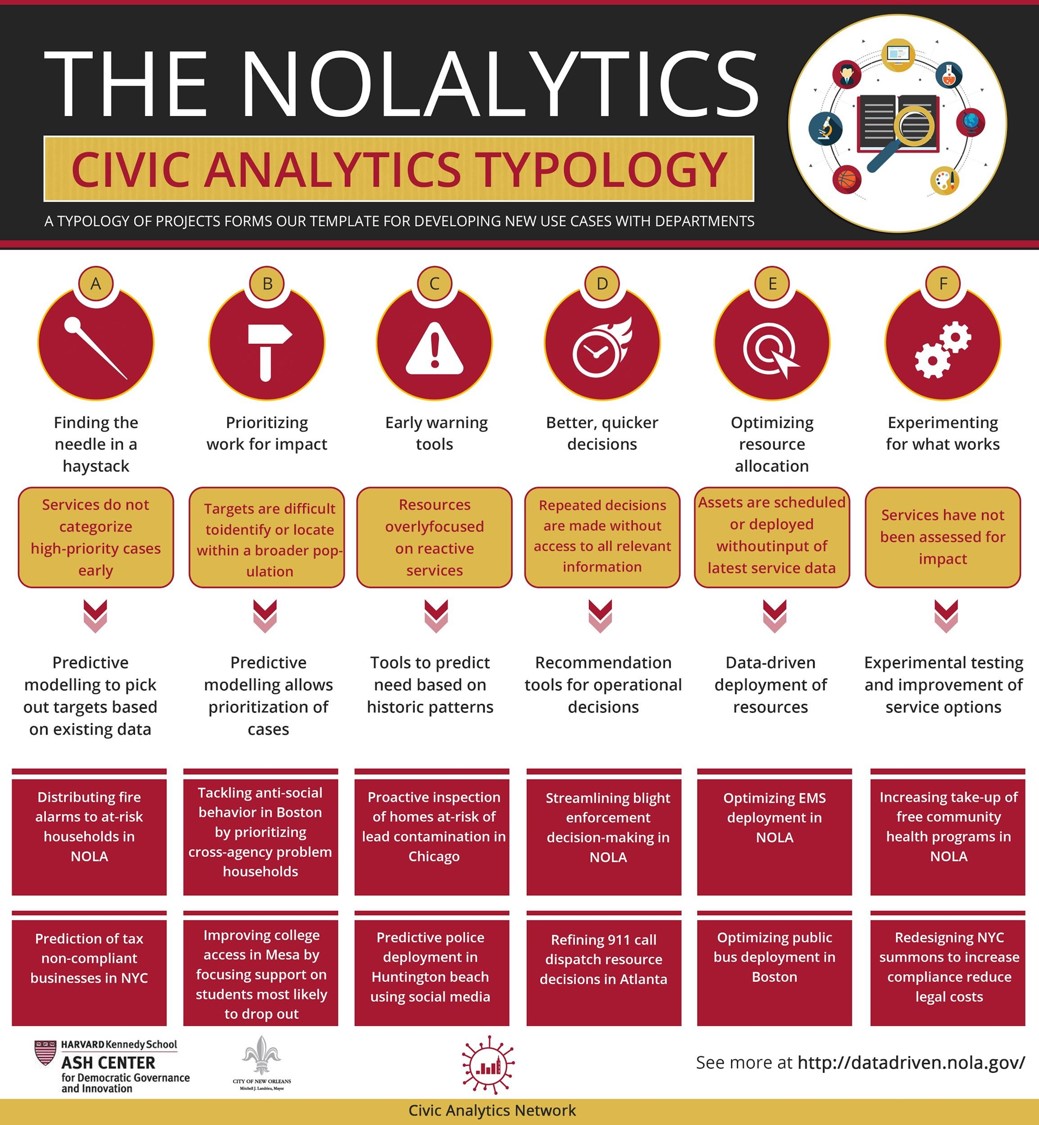 THE NOLALYTICS
CIVIC ANALYTICS TYPOLOGY
A TYPOLOGY OF PROJECTS FORMS OUR TEMPLATE FOR DEVELOPING NEW USE CASES WITH DEPARTMENTS
A
Finding the
needle in a
haystack
Services do not
categorize
high-priority cases
early
Predictive
modelling to pick
out targets based
on existing data
Distributing fire
alarms to at-risk
households in
NOLA
Prediction of tax
non-compliant
businesses in NYC
B
Prioritizing
work for impact
Targets are difficult
toidentify or locate
within a broader pop-
ulation
Predictive
modelling allows
prioritization of
cases
Tackling anti-social
behavior in Boston
by prioritizing
cross-agency problem
households
Improving college
access in Mesa by
focusing support on
students most likely
to drop out
C
Early warning
tools
Resources
overlyfocused
on reactive
services
Tools to predict
need based on
historic patterns
Proactive inspection
of homes at-risk of
lead contamination in
Chicago
Predictive police
deployment in
Huntington beach
using social media
D
Better, quicker
decisions
Repeated decisions
are made without
access to all relevant
information
Recommendation
tools for operational
decisions
Streamlining blight
enforcement
decision-making in
NOLA
Refining 911 call
dispatch resource
decisions in Atlanta
E
Optimizing
resource
allocation
Assets are scheduled
or deployed
withoutinput of
latest service data
Data-driven
deployment of
resources
Optimizing EMS
deployment in
NOLA
Optimizing public
bus deployment in
Boston
F
Experimenting
for what works
Services have not
been assessed for
impact
Experimental testing
and improvement of
service options
Increasing take-up of
free community
health programs in
NOLA
Redesigning NYC
summons to increase
compliance reduce
legal costs
HARVARD Kennedy School
ASH CENTER
for Democratic Governance
and Innovation
CITY OF NEW ORLEANS
Mitchell J. Landrieu, Mayor
See more at http://datadriven.nola.gov/
Civic Analytics Network